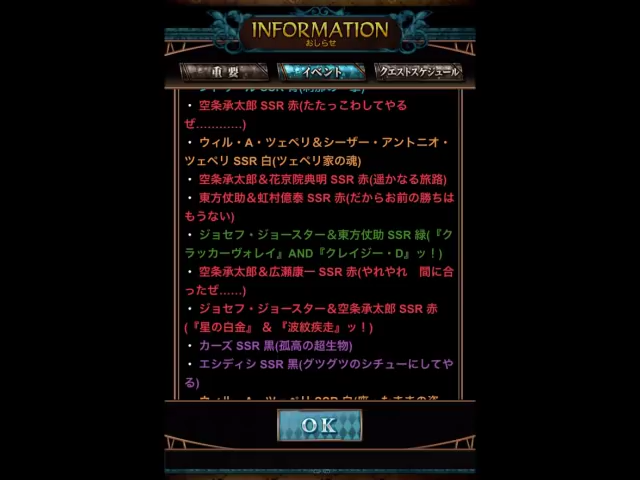 INFORMATION
おしらせ
重要 イベント クエストスケジュール
・空条承太郎 SSR 赤(たたっこわしてやる
ぜ…………)
・ウィル・A・ツェペリ＆シーザー・アントニオ・
ツェペリ SSR 白(ツェペリ家の魂)
・空条承太郎＆花京院典明 SSR 赤(遥かなる旅路)
・東方仗助＆虹村億泰 SSR 赤(だからお前の勝ちは
もうない)
・ジョセフ・ジョースター＆東方仗助 SSR 緑(『ク
ラッカーヴォレイ』AND『クレイジー・D』ッ！)
・空条承太郎＆広瀬康一 SSR 赤(やれやれ　間に合
ったぜ……)
・ジョセフ・ジョースター＆空条承太郎 SSR 赤
(『星の白金』 ＆ 『波紋疾走』ッ！)
・カーズ SSR 黒(孤高の超生物)
・エシディシ SSR 黒(グツグツのシチューにしてや
る)
・ウィル・A・ツェペリ SSR 白
OK